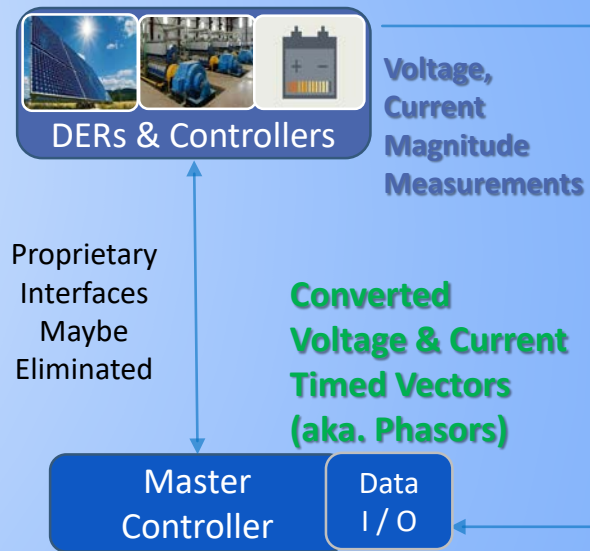 DERs & Controllers
Voltage,
Current
Magnitude
Measurements
Proprietary
Interfaces
Maybe
Eliminated
Converted
Voltage & Current
Timed Vectors
(aka. Phasors)
Master
Controller
Data
I / O